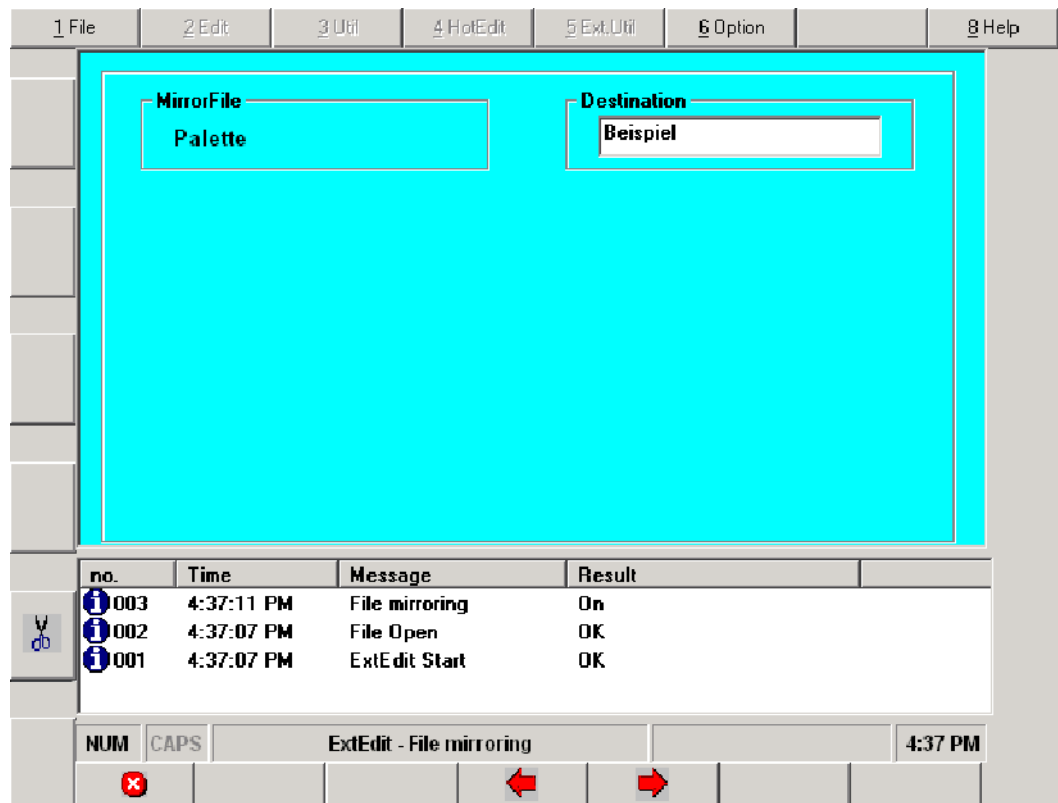 1 File 2 Edit 3 Util 4 HotEdit 5 Ext.Util 6 Option 8 Help
MirrorFile Destination
Palette Beispiel
no. Time Message Result
003 4:37:11 PM File mirroring On
002 4:37:07 PM File Open OK
001 4:37:07 PM ExtEdit Start OK
NUM CAPS ExtEdit - File mirroring 4:37 PM